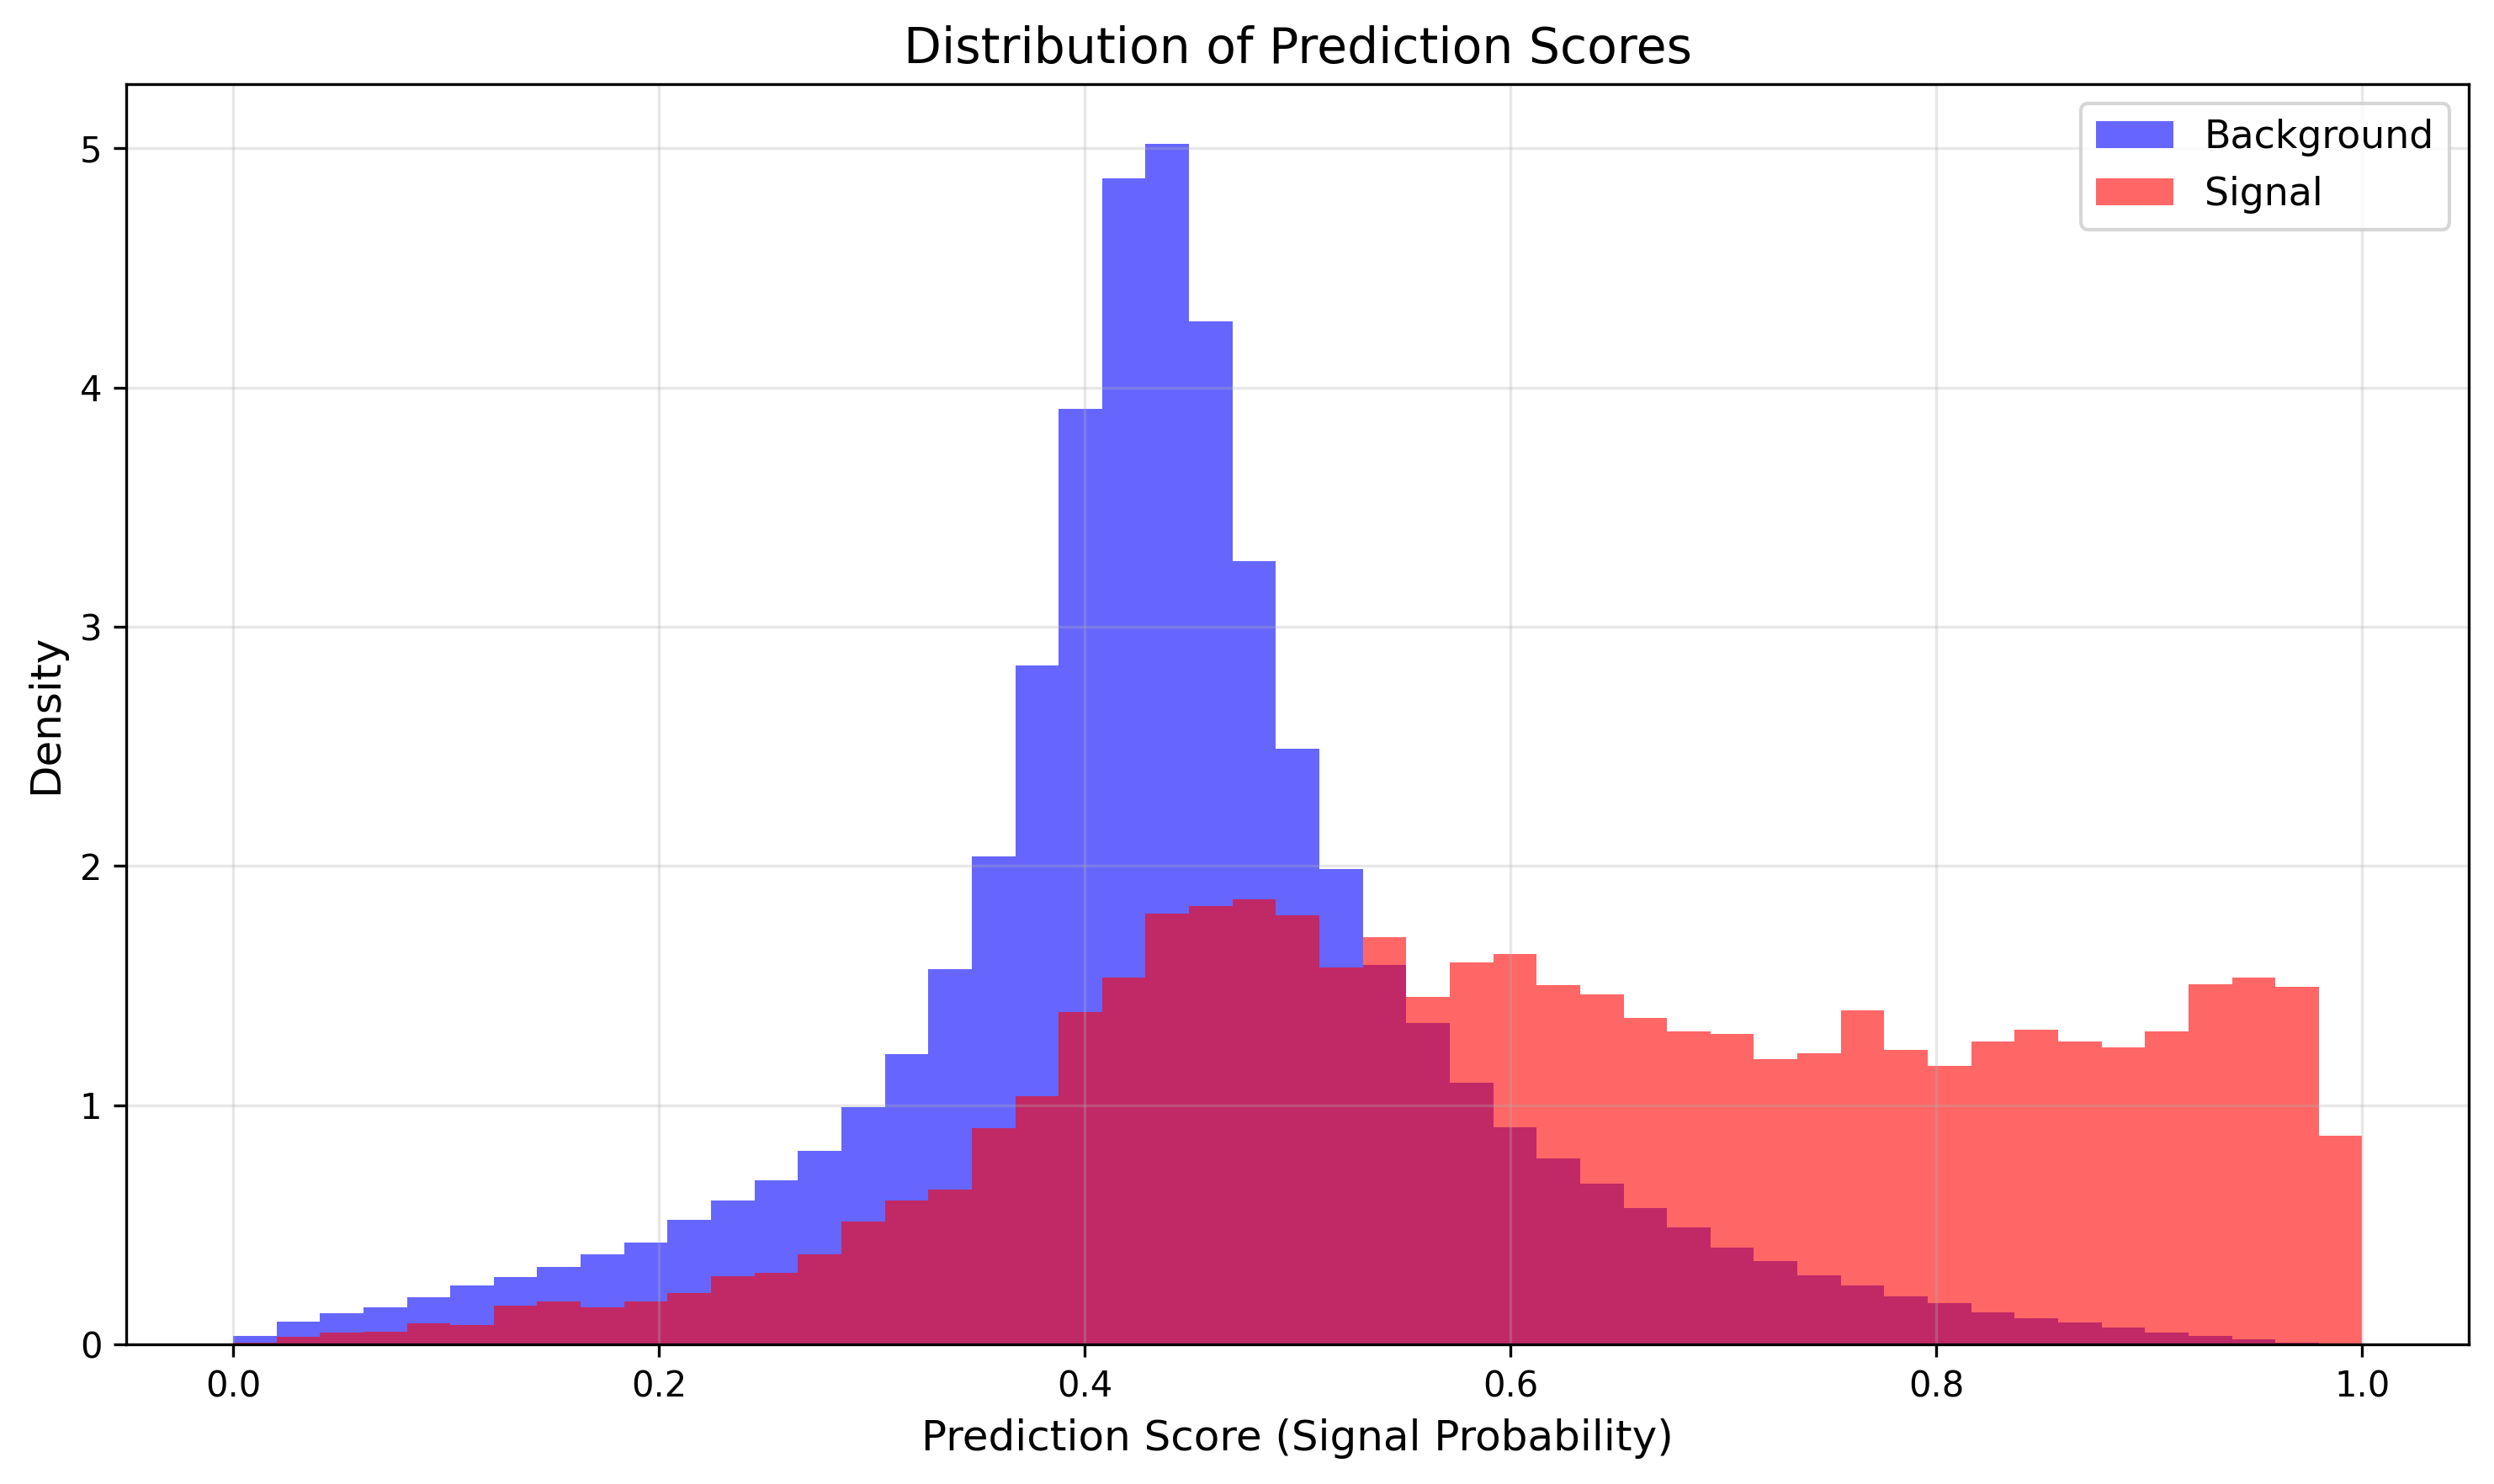 Distribution of Prediction Scores
Background
Signal
Density
5
4
3
2
1
0
0.0 0.2 0.4 0.6 0.8 1.0
Prediction Score (Signal Probability)